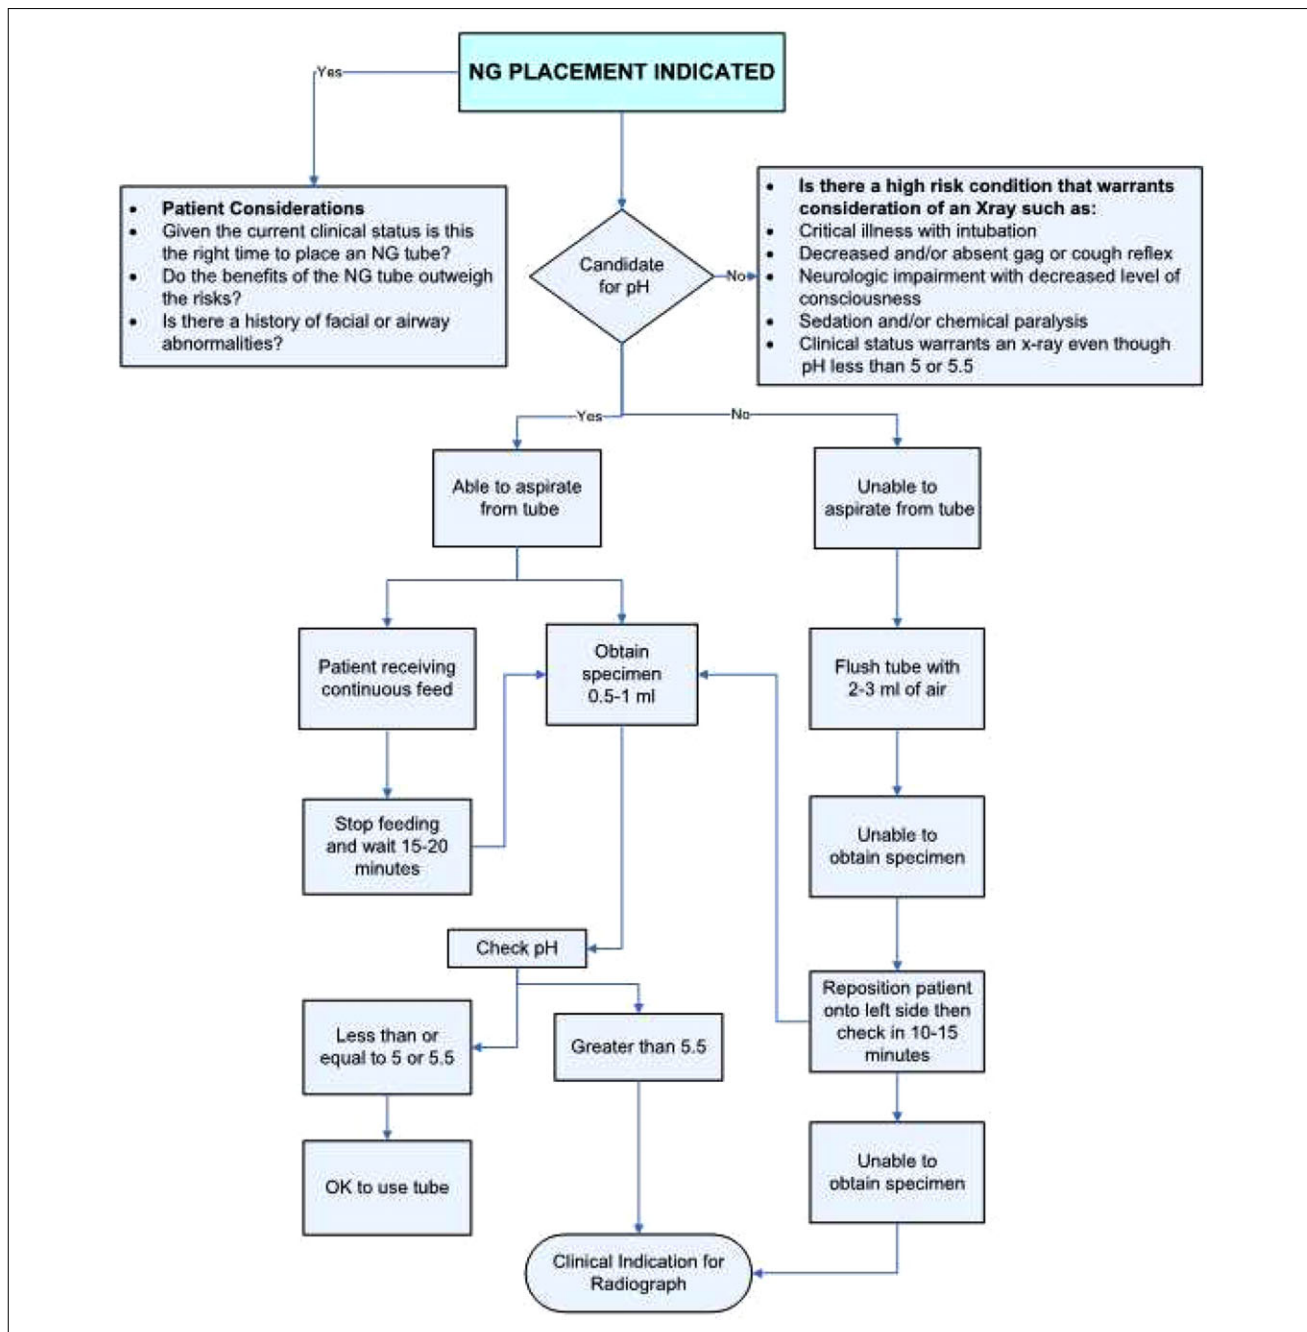 NG PLACEMENT INDICATED
Yes
• Patient Considerations
• Given the current clinical status is this
the right time to place an NG tube?
• Do the benefits of the NG tube outweigh
the risks?
• Is there a history of facial or airway
abnormalities?
Candidate
for pH
No
• Is there a high risk condition that warrants
consideration of an Xray such as:
• Critical illness with intubation
• Decreased and/or absent gag or cough reflex
• Neurologic impairment with decreased level of
consciousness
• Sedation and/or chemical paralysis
• Clinical status warrants an x-ray even though
pH less than 5 or 5.5
Yes
No
Able to aspirate
from tube
Unable to
aspirate from tube
Patient receiving
continuous feed
Obtain
specimen
0.5-1 ml
Flush tube with
2-3 ml of air
Stop feeding
and wait 15-20
minutes
Unable to
obtain specimen
Check pH
Reposition patient
onto left side then
check in 10-15
minutes
Less than or
equal to 5 or 5.5
Greater than 5.5
OK to use tube
Unable to
obtain specimen
Clinical Indication for
Radiograph